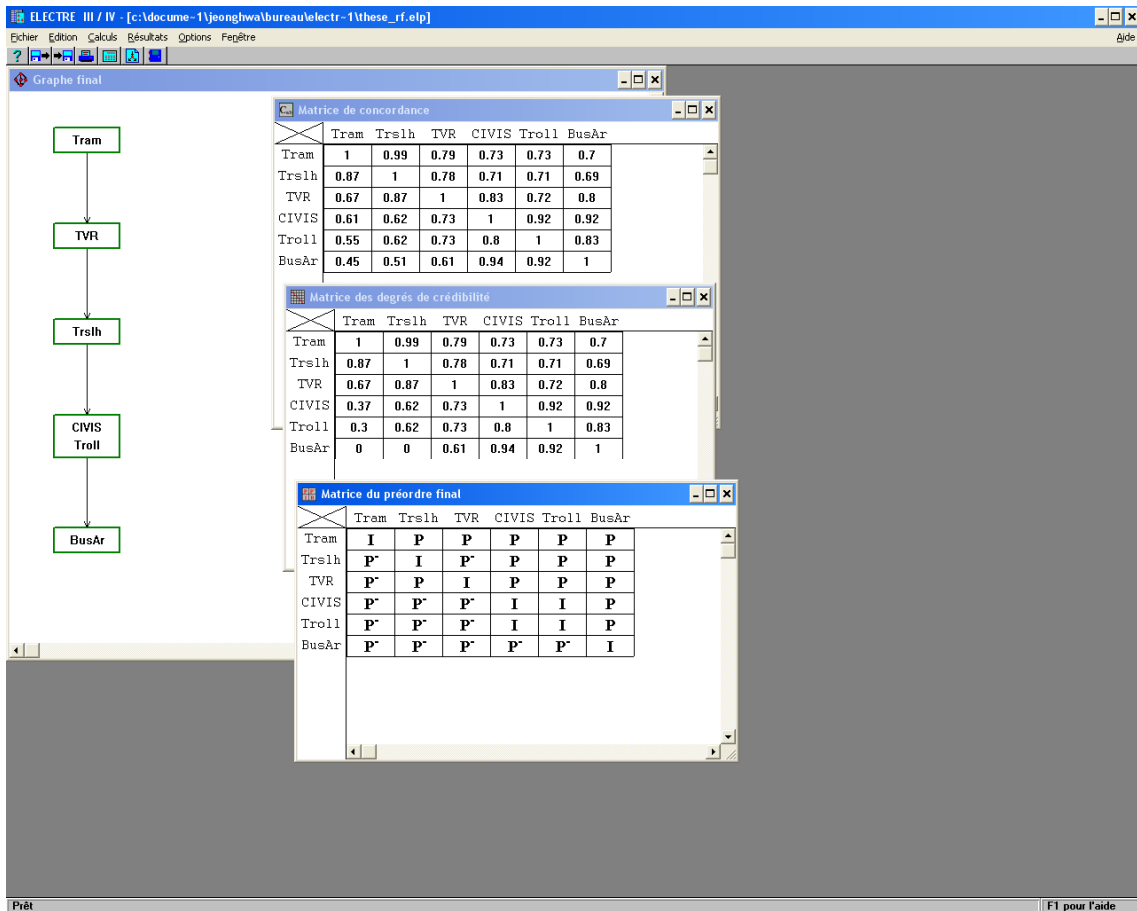 ELECTRE III / IV - [c:\docume~1\jeonghwa\bureau\electr~1\these_rf.elp]
Fichier Edition Calculs Résultats Options Fenêtre Aide
Graphe final
Tram
TVR
Trslh
CIVIS
Troll
BusAr
Matrice de concordance
Tram Trslh TVR CIVIS Troll BusAr
Tram 1 0.99 0.79 0.73 0.73 0.7
Trslh 0.87 1 0.78 0.71 0.71 0.69
TVR 0.67 0.87 1 0.83 0.72 0.8
CIVIS 0.61 0.62 0.73 1 0.92 0.92
Troll 0.55 0.62 0.73 0.8 1 0.83
BusAr 0.45 0.51 0.61 0.94 0.92 1
Matrice des degrés de crédibilité
Tram Trslh TVR CIVIS Troll BusAr
Tram 1 0.99 0.79 0.73 0.73 0.7
Trslh 0.87 1 0.78 0.71 0.71 0.69
TVR 0.67 0.87 1 0.83 0.72 0.8
CIVIS 0.37 0.62 0.73 1 0.92 0.92
Troll 0.3 0.62 0.73 0.8 1 0.83
BusAr 0 0 0.61 0.94 0.92 1
Matrice du préordre final
Tram Trslh TVR CIVIS Troll BusAr
Tram I P P P P P
Trslh P⁻ I P⁻ P P P
TVR P⁻ P I P P P
CIVIS P⁻ P⁻ P⁻ I I P
Troll P⁻ P⁻ P⁻ I I P
BusAr P⁻ P⁻ P⁻ P⁻ P⁻ I
Prêt F1 pour l'aide